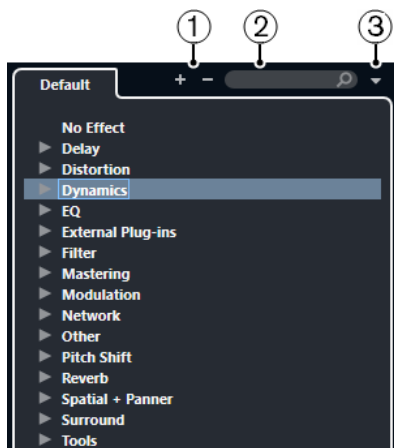 1 2 3
Default + −
No Effect
Delay
Distortion
Dynamics
EQ
External Plug-ins
Filter
Mastering
Modulation
Network
Other
Pitch Shift
Reverb
Spatial + Panner
Surround
Tools